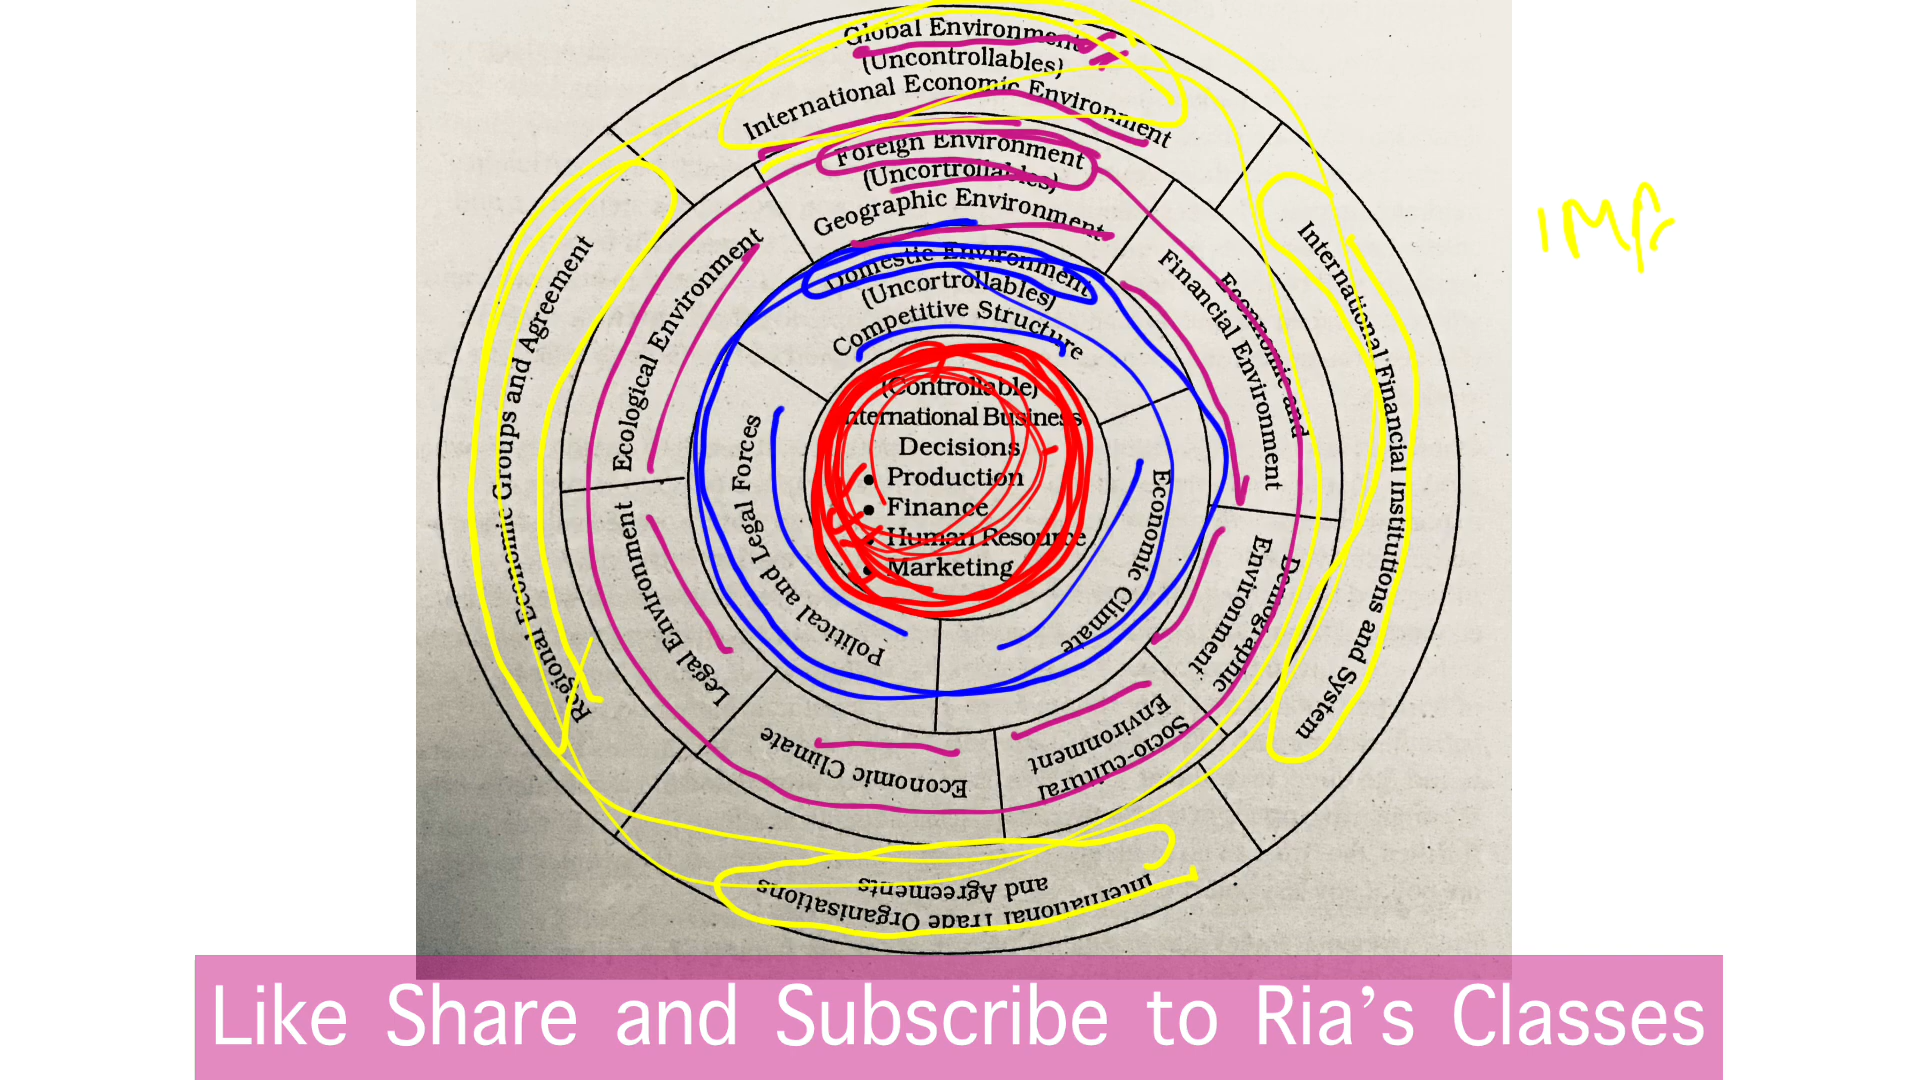 Global Environment
(Uncontrollables)
International Economic Environment
Foreign Environment
(Uncortrollables)
Geographic Environment
Domestic Environment
(Uncortrollables)
Competitive Structure
(Controllable)
International Business
Decisions
• Production
• Finance
• Human Resource
• Marketing
Political and Legal Forces
Economic Climate
Ecological Environment
Legal Environment
Economic Climate
Socio-cultural
Environment
Demographic
Environment
Economic and
Financial Environment
Regional Economic Groups and Agreement
International Financial Institutions and System
International Trade Organisations
and Agreements
Like Share and Subscribe to Ria's Classes